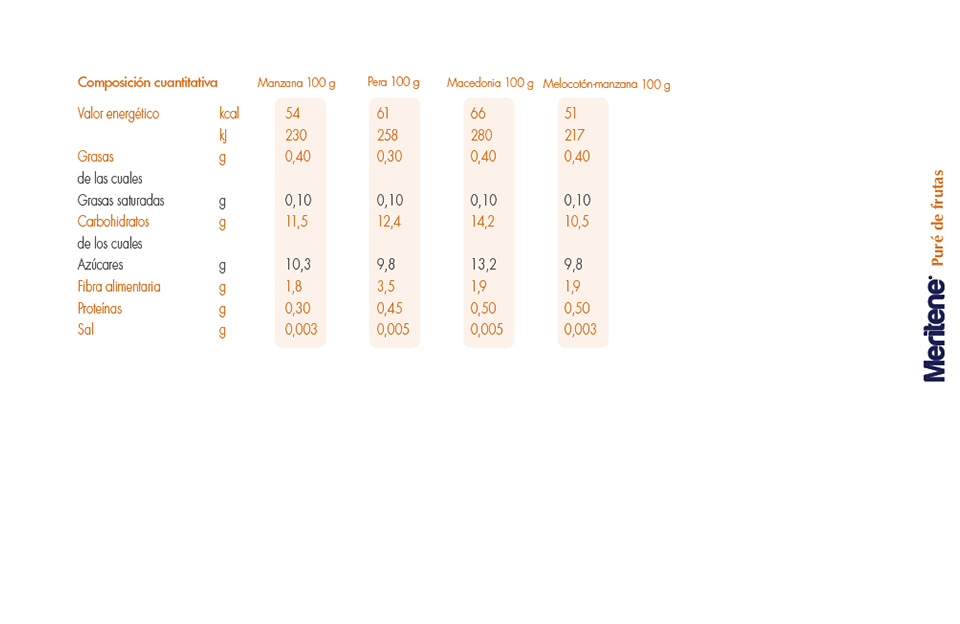 Composición cuantitativa Manzana 100 g Pera 100 g Macedonia 100 g Melocotón-manzana 100 g
Valor energético kcal 54 61 66 51
kJ 230 258 280 217
Grasas g 0,40 0,30 0,40 0,40
de las cuales
Grasas saturadas g 0,10 0,10 0,10 0,10
Carbohidratos g 11,5 12,4 14,2 10,5
de los cuales
Azúcares g 10,3 9,8 13,2 9,8
Fibra alimentaria g 1,8 3,5 1,9 1,9
Proteínas g 0,30 0,45 0,50 0,50
Sal g 0,003 0,005 0,005 0,003
Meritene Puré de frutas